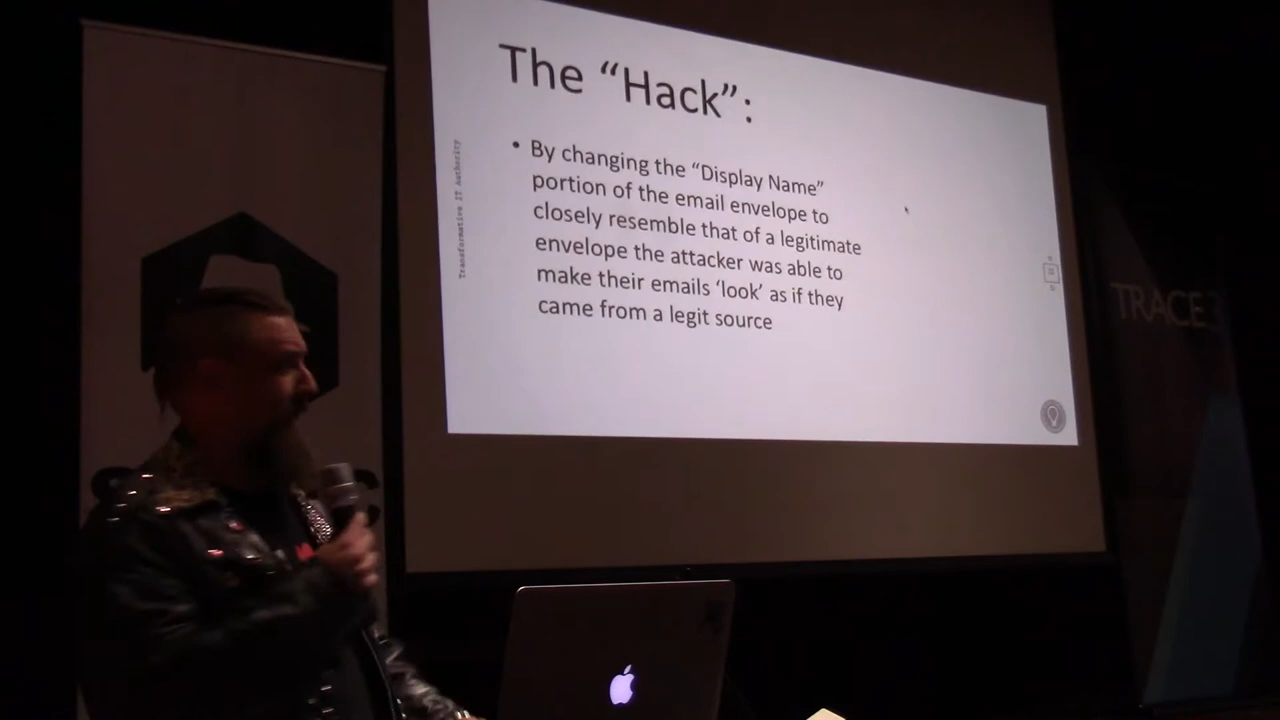 The “Hack”:
• By changing the “Display Name”
portion of the email envelope to
closely resemble that of a legitimate
envelope the attacker was able to
make their emails ‘look’ as if they
came from a legit source
Transformative IT Authority
TRACE3